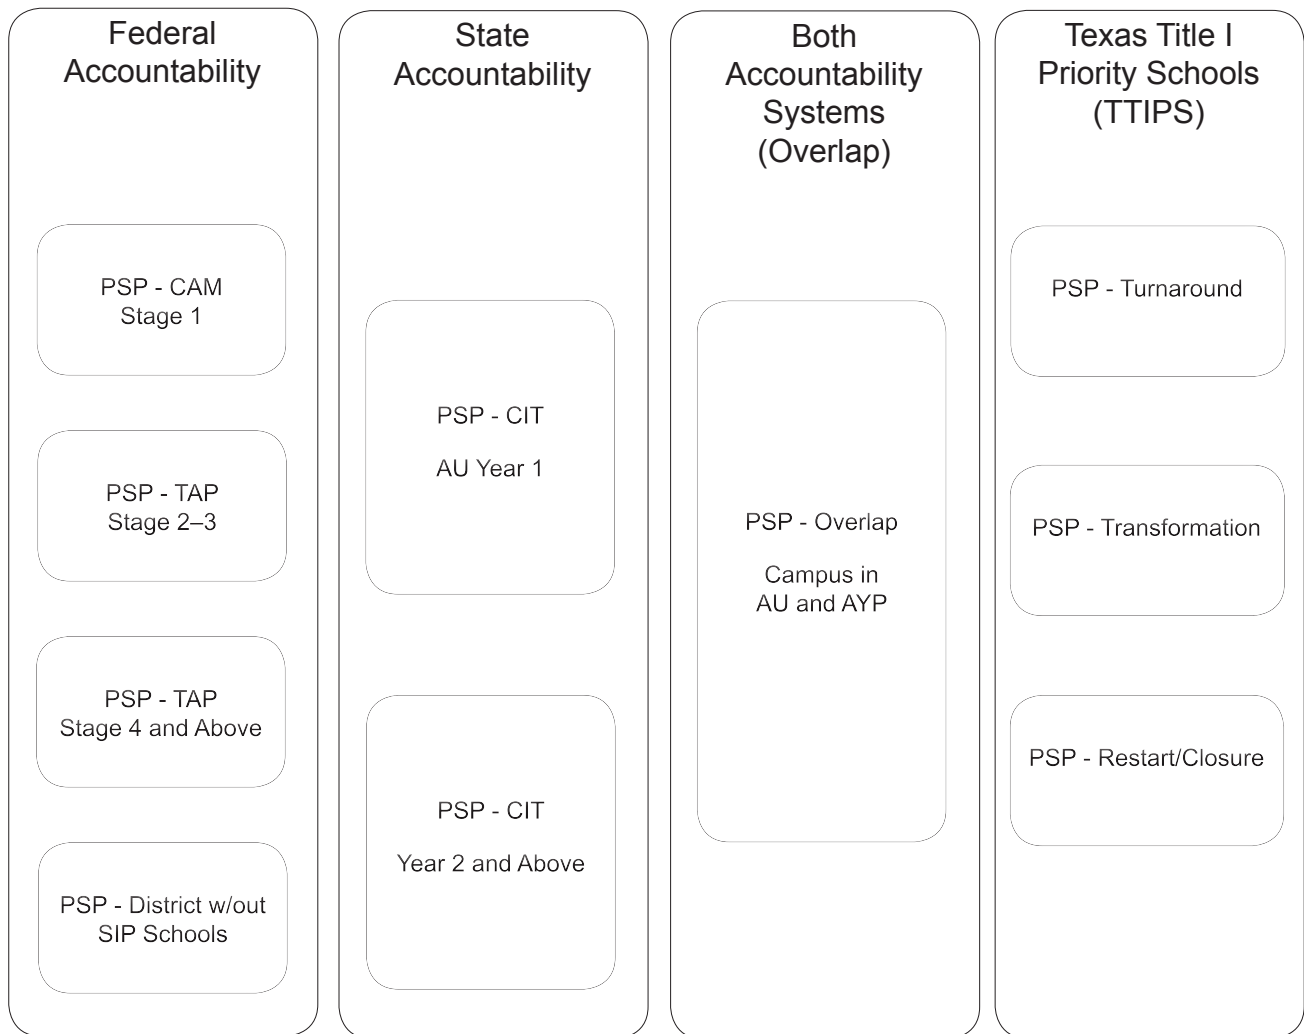 Federal
Accountability
PSP - CAM
Stage 1
PSP - TAP
Stage 2–3
PSP - TAP
Stage 4 and Above
PSP - District w/out
SIP Schools
State
Accountability
PSP - CIT
AU Year 1
PSP - CIT
Year 2 and Above
Both
Accountability
Systems
(Overlap)
PSP - Overlap
Campus in
AU and AYP
Texas Title I
Priority Schools
(TTIPS)
PSP - Turnaround
PSP - Transformation
PSP - Restart/Closure